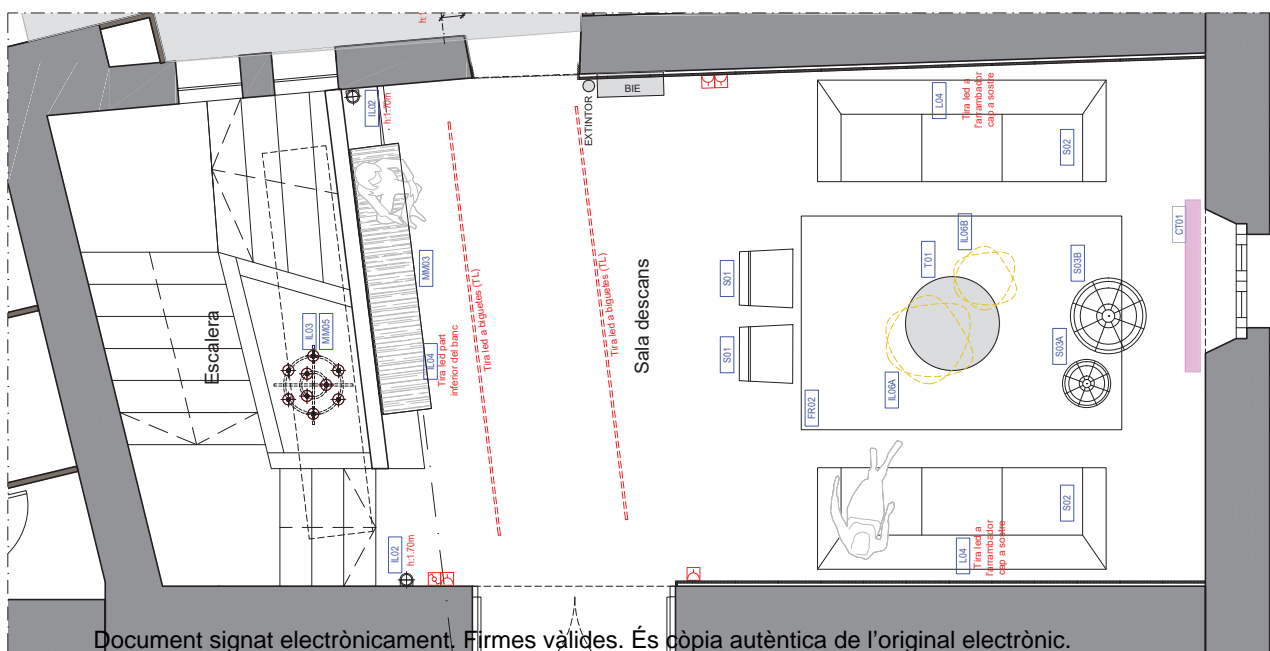 h:1
IL02
h:1.70m
BIE
EXTINTOR
L04
Tira led a
l'arrambador
cap a sostre
S02
CT01
Escalera
IL03
MM05
MM03
IL04
Tira led part
inferior del banc
Tira led a biguetes (TL)
Tira led a biguetes (TL)
Sala descans
S01
S01
T01
IL06B
IL06A
S03B
S03A
FR02
IL02
h:1.70m
L04
Tira led a
l'arrambador
cap a sostre
S02
Document signat electrònicament. Firmes vàlides. És còpia autèntica de l'original electrònic.